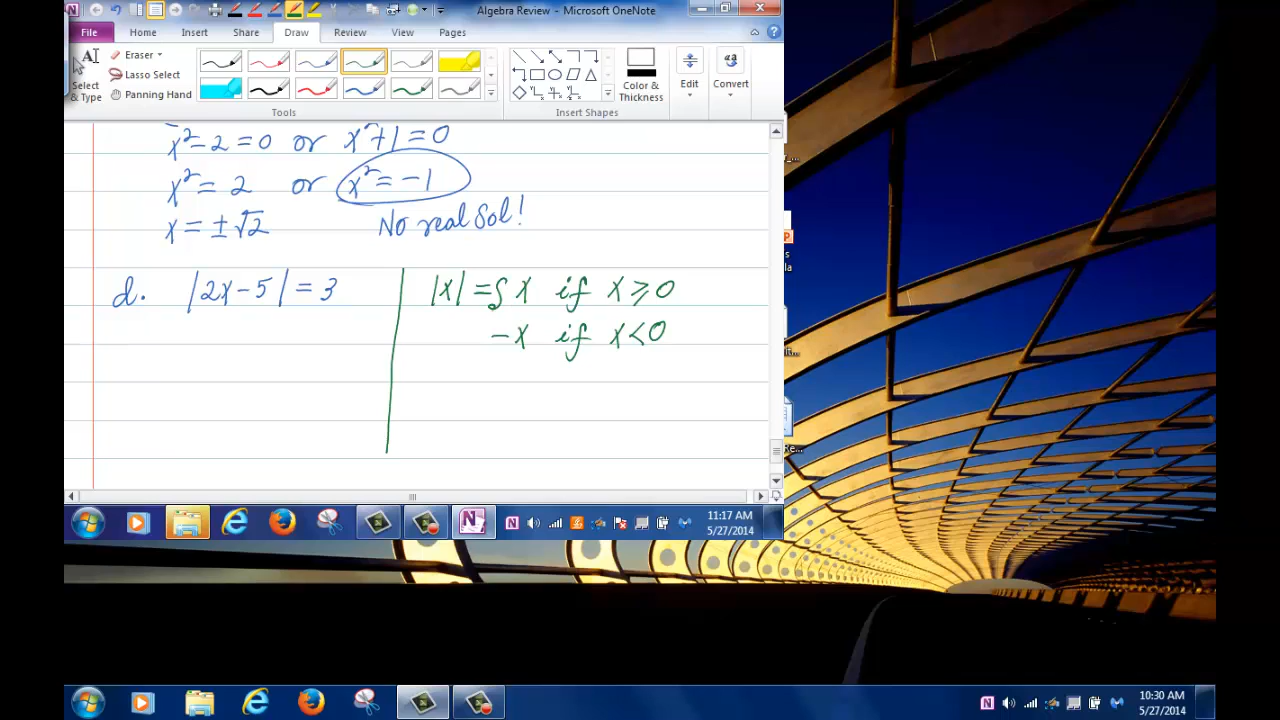 Algebra Review - Microsoft OneNote
File Home Insert Share Draw Review View Pages
Select & Type
Eraser
Lasso Select
Panning Hand
Color & Thickness
Edit
Convert
Tools
Insert Shapes
x²-2=0 or x²+1=0
x²=2 or x²=-1
x=±√2 No real Sol!
d. |2x-5|=3 |x|={x if x≥0
-x if x<0
11:17 AM
5/27/2014
10:30 AM
5/27/2014